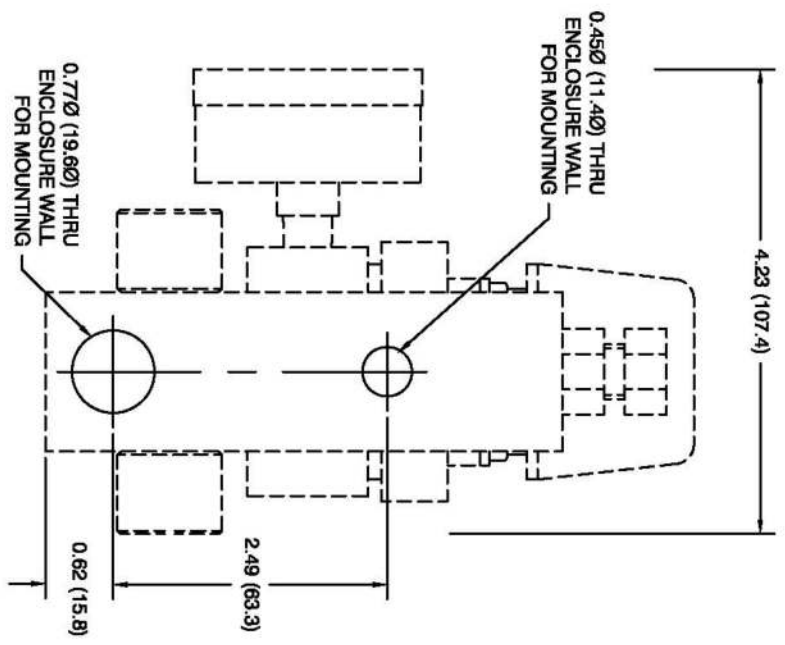 0.45Ø (11.4Ø) THRU
ENCLOSURE WALL
FOR MOUNTING
4.23 (107.4)
0.77Ø (19.6Ø) THRU
ENCLOSURE WALL
FOR MOUNTING
2.49 (63.3)
0.62 (15.8)